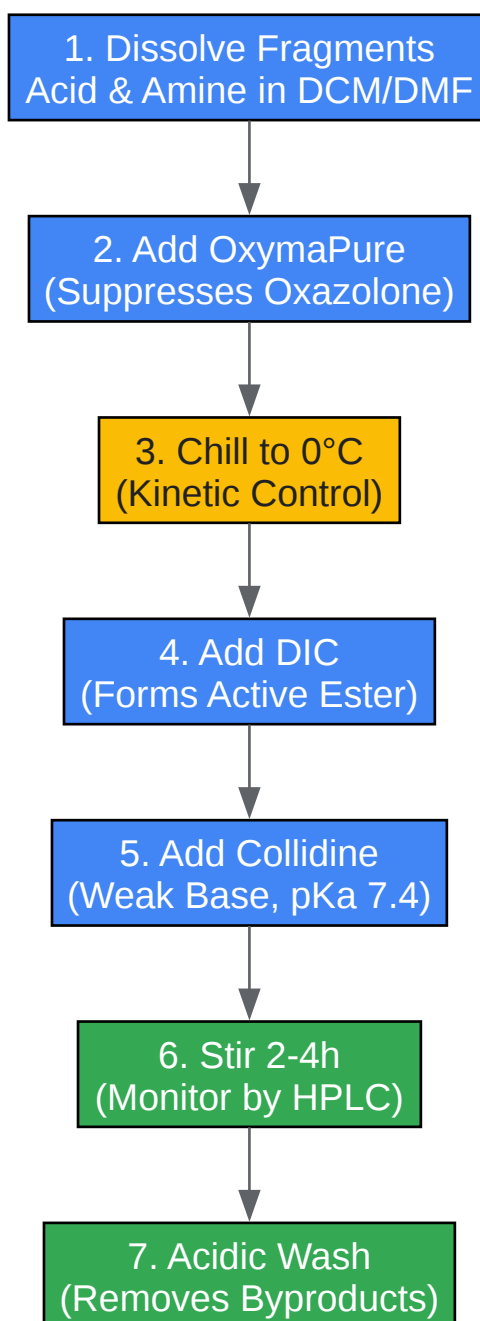 1. Dissolve Fragments
Acid & Amine in DCM/DMF
2. Add OxymaPure
(Suppresses Oxazolone)
3. Chill to 0°C
(Kinetic Control)
4. Add DIC
(Forms Active Ester)
5. Add Collidine
(Weak Base, pKa 7.4)
6. Stir 2-4h
(Monitor by HPLC)
7. Acidic Wash
(Removes Byproducts)